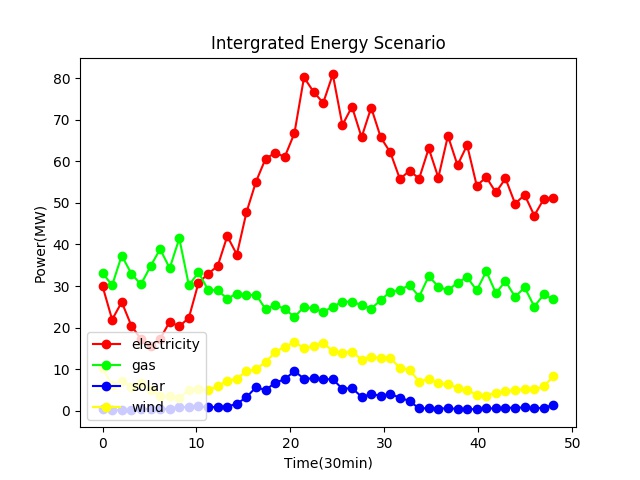 Intergrated Energy Scenario
Power(MW)
80
70
60
50
40
30
20
10
0
electricity
gas
solar
wind
0 10 20 30 40 50
Time(30min)